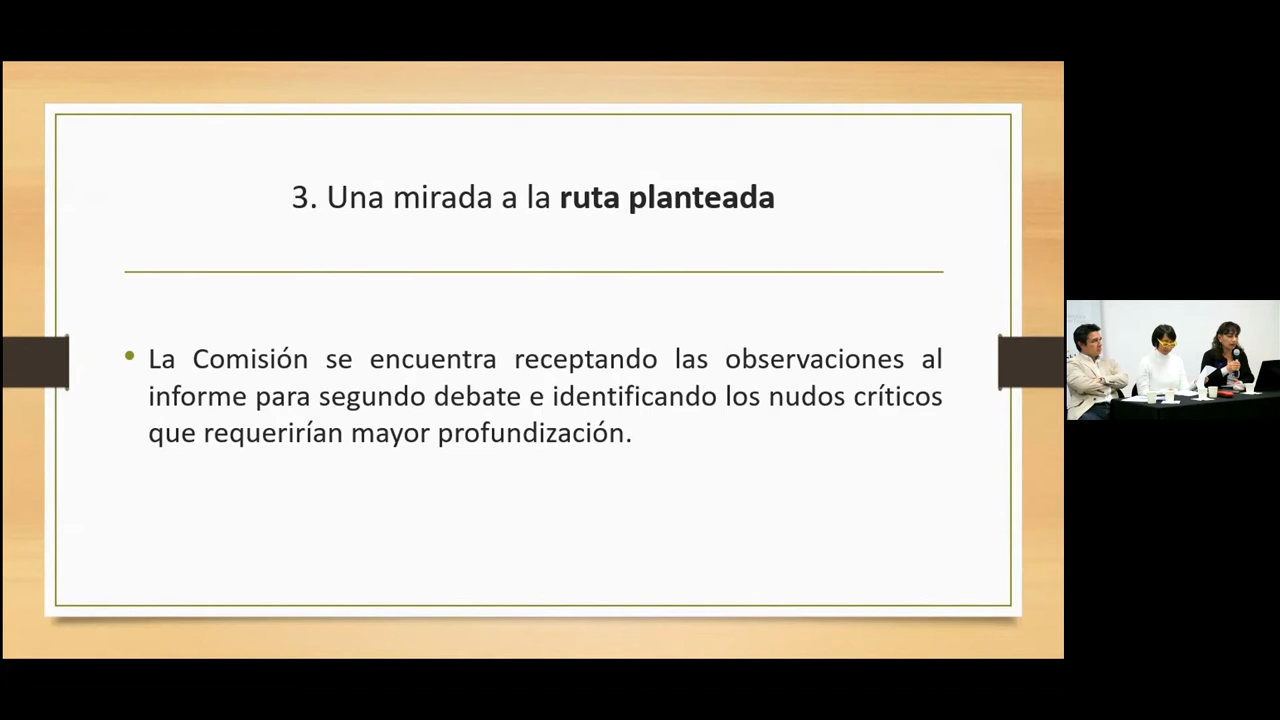 3. Una mirada a la ruta planteada
• La Comisión se encuentra receptando las observaciones al
informe para segundo debate e identificando los nudos críticos
que requerirían mayor profundización.